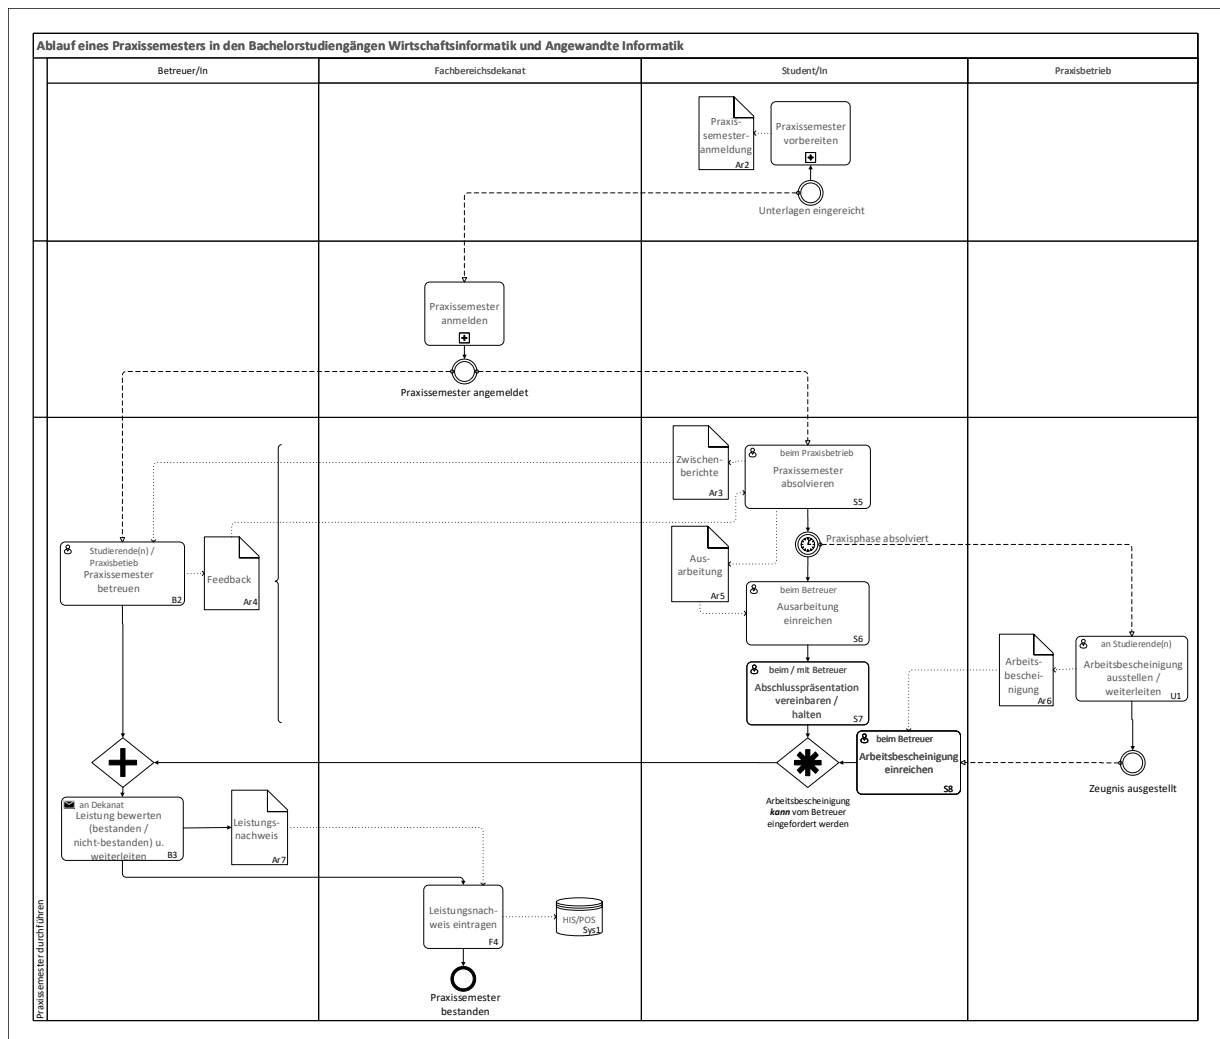 Ablauf eines Praxissemesters in den Bachelorstudiengängen Wirtschaftsinformatik und Angewandte Informatik
Betreuer/In
Fachbereichsdekanat
Student/In
Praxisbetrieb
Praxis-
semester-
anmeldung
Ar2
Praxissemester
vorbereiten
Unterlagen eingereicht
Praxissemester
anmelden
Praxissemester angemeldet
Zwischen-
berichte
Ar3
beim Praxisbetrieb
Praxissemester
absolvieren
S5
Praxisphase absolviert
Studierende(n) /
Praxisbetieb
Praxissemester
betreuen
B2
Feedback
Ar4
Aus-
arbeitung
Ar5
beim Betreuer
Ausarbeitung
einreichen
S6
beim / mit Betreuer
Abschlusspräsentation
vereinbaren /
halten
S7
Arbeits-
beschei-
nigung
Ar6
an Studierende(n)
Arbeitsbescheinigung
ausstellen /
weiterleiten
U1
beim Betreuer
Arbeitsbescheinigung
einreichen
S8
Zeugnis ausgestellt
Arbeitsbescheinigung
kann vom Betreuer
eingefordert werden
an Dekanat
Leistung bewerten
(bestanden /
nicht-bestanden) u.
weiterleiten
B3
Leistungs-
nachweis
Ar7
Leistungsnach-
weis eintragen
F4
HIS/POS
Sys1
Praxissemester
bestanden
Praxissemester durchführen